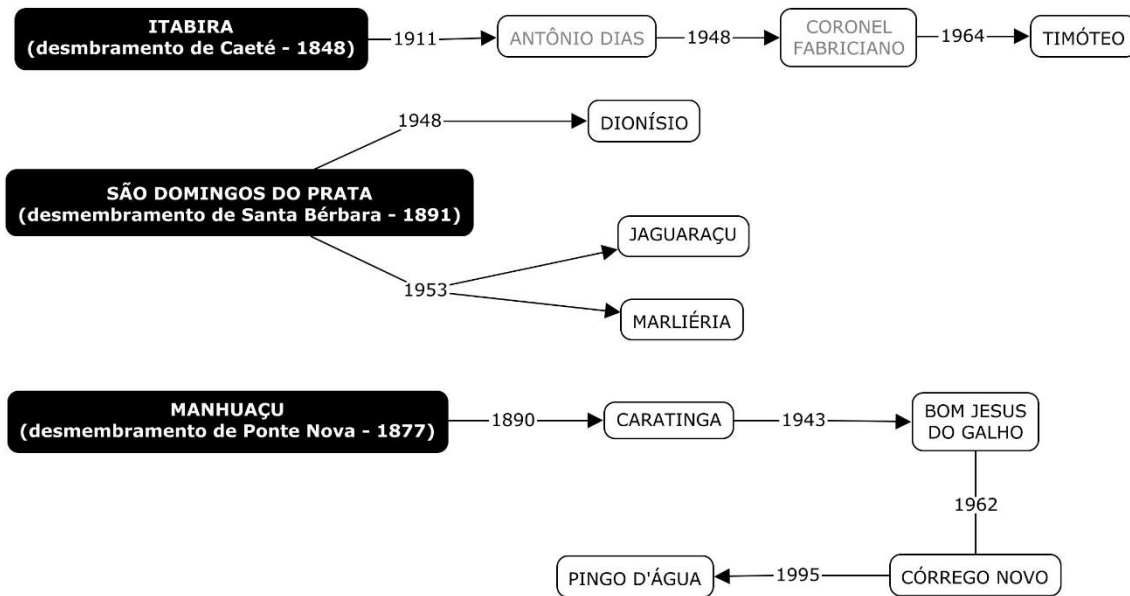 ITABIRA
(desmbramento de Caeté - 1848)
1911
ANTÔNIO DIAS
1948
CORONEL
FABRICIANO
1964
TIMÓTEO
1948
DIONÍSIO
SÃO DOMINGOS DO PRATA
(desmembramento de Santa Bérbara - 1891)
JAGUARAÇU
1953
MARLIÉRIA
MANHUAÇU
(desmembramento de Ponte Nova - 1877)
1890
CARATINGA
1943
BOM JESUS
DO GALHO
1962
PINGO D'ÁGUA
1995
CÓRREGO NOVO